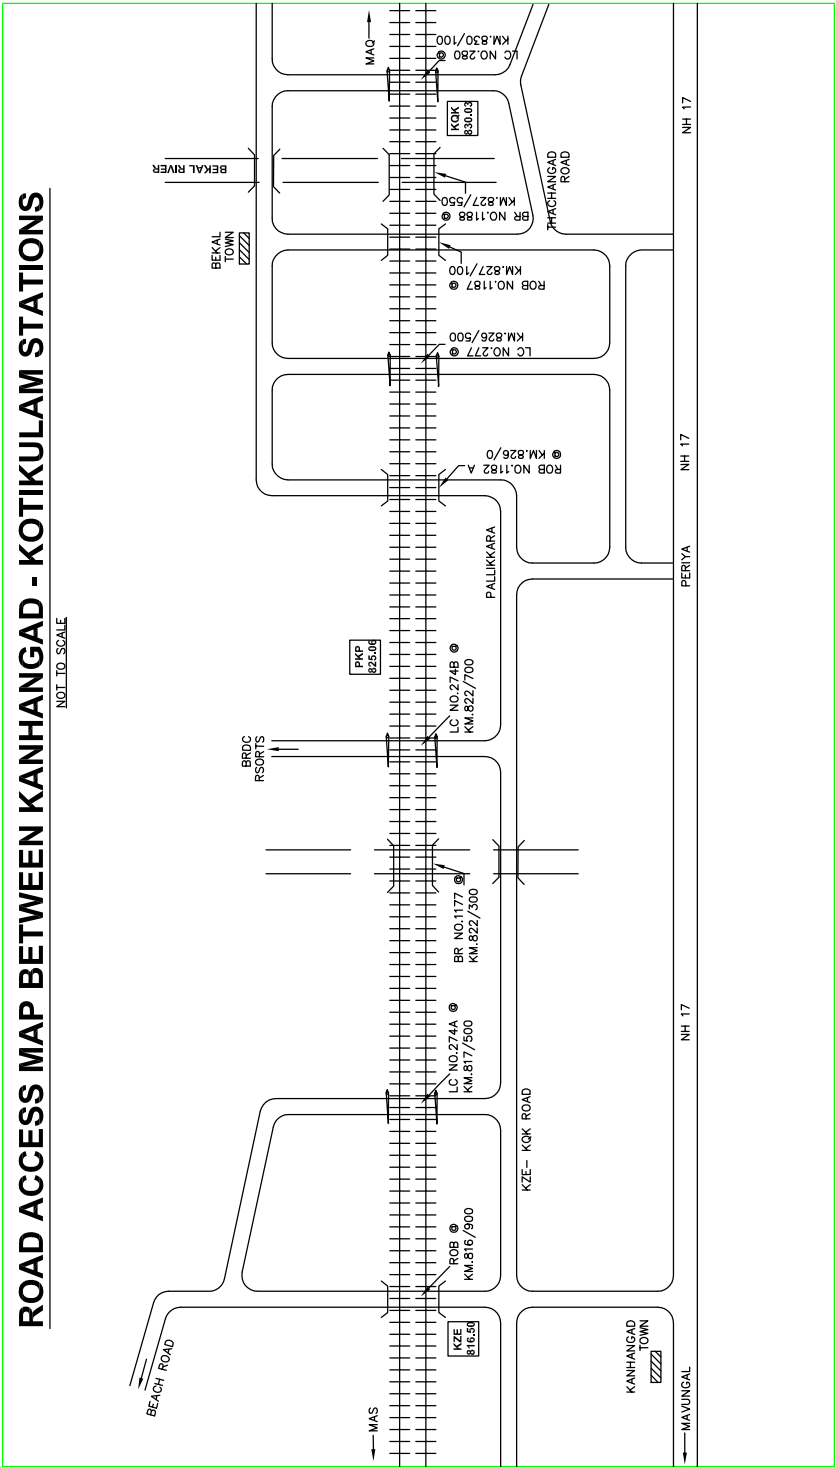 ROAD ACCESS MAP BETWEEN KANHANGAD - KOTIKULAM STATIONS
NOT TO SCALE
BEACH ROAD
MAS
KZE
816.50
ROB @
KM.816/900
KANHANGAD
TOWN
MAVUNGAL
KZE- KQK ROAD
LC NO.274A @
KM.817/500
NH 17
BR NO.1177 @
KM.822/300
BRDC
RSORTS
LC NO.274B @
KM.822/700
PKP
825.06
PALLIKKARA
PERIYA
ROB NO.1182 A
@ KM.826/0
NH 17
LC NO.277 @
KM.826/500
ROB NO.1187 @
KM.827/100
BEKAL
TOWN
BR NO.1188 @
KM.827/550
BEKAL RIVER
THACHANGAD
ROAD
KQK
830.03
LC NO.280 @
KM.830/100
MAQ
NH 17